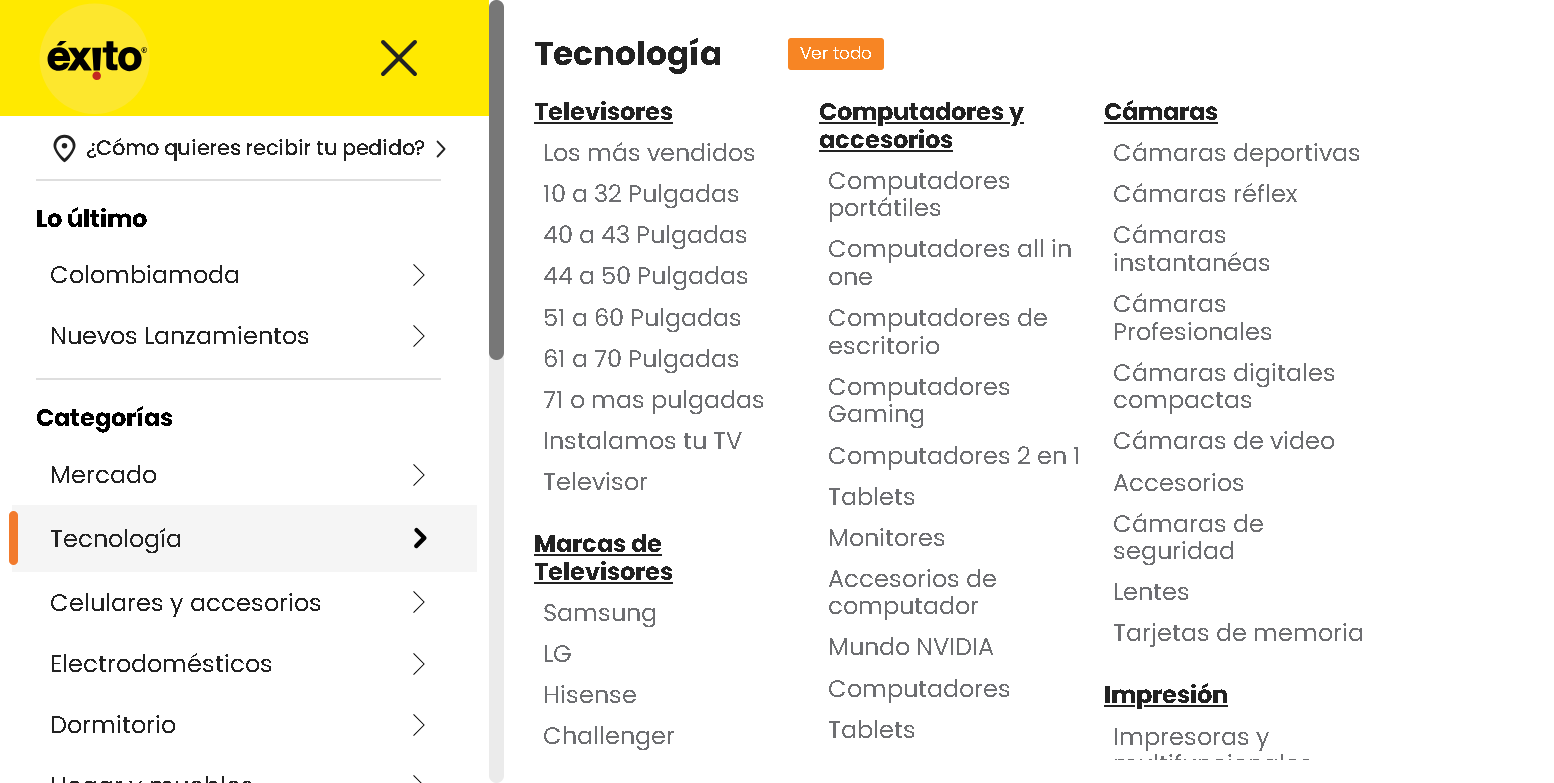 éxito
¿Cómo quieres recibir tu pedido?
Lo último
Colombiamoda
Nuevos Lanzamientos
Categorías
Mercado
Tecnología
Celulares y accesorios
Electrodomésticos
Dormitorio
Hogar y muebles
Tecnología
Ver todo
Televisores
Los más vendidos
10 a 32 Pulgadas
40 a 43 Pulgadas
44 a 50 Pulgadas
51 a 60 Pulgadas
61 a 70 Pulgadas
71 o mas pulgadas
Instalamos tu TV
Televisor
Marcas de
Televisores
Samsung
LG
Hisense
Challenger
Computadores y
accesorios
Computadores
portátiles
Computadores all in
one
Computadores de
escritorio
Computadores
Gaming
Computadores 2 en 1
Tablets
Monitores
Accesorios de
computador
Mundo NVIDIA
Computadores
Tablets
Cámaras
Cámaras deportivas
Cámaras réflex
Cámaras
instantanéas
Cámaras
Profesionales
Cámaras digitales
compactas
Cámaras de video
Accesorios
Cámaras de
seguridad
Lentes
Tarjetas de memoria
Impresión
Impresoras y
multifuncionales